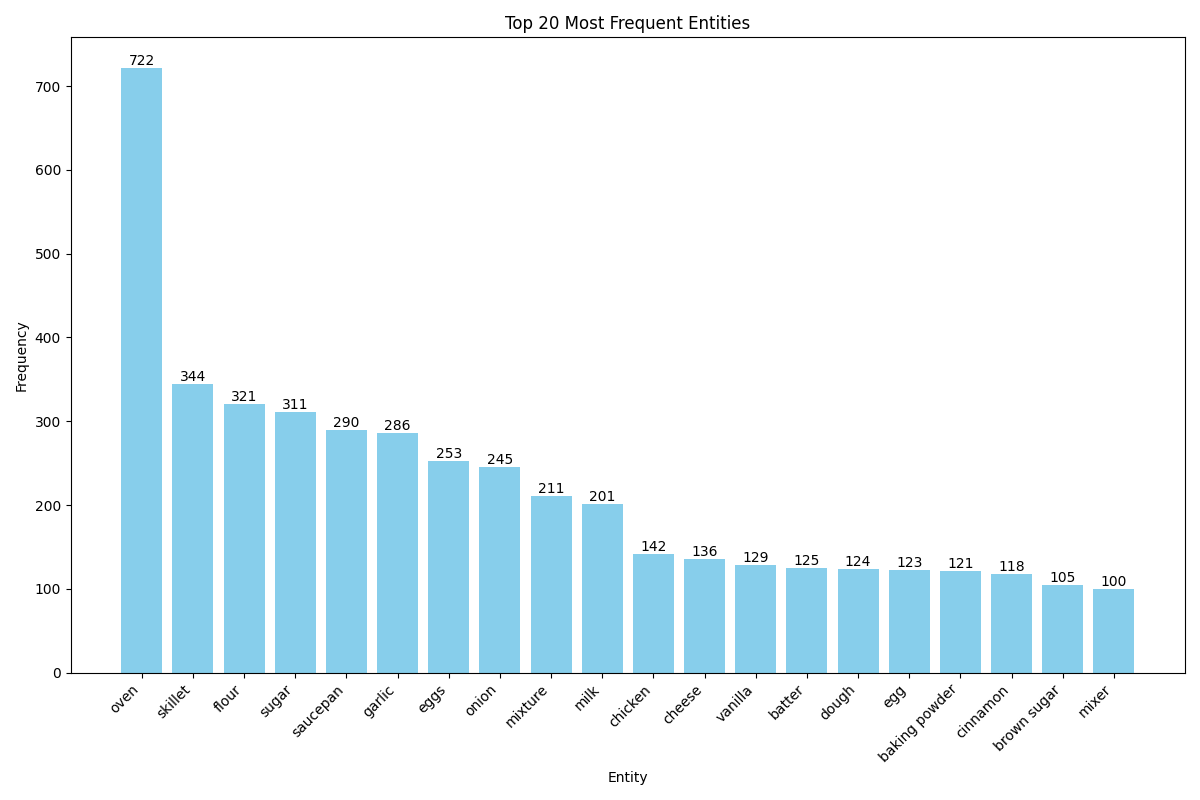 Top 20 Most Frequent Entities
Frequency
700
600
500
400
300
200
100
0
722
344
321
311
290
286
253
245
211
201
142
136
129
125
124
123
121
118
105
100
oven
skillet
flour
sugar
saucepan
garlic
eggs
onion
mixture
milk
chicken
cheese
vanilla
batter
dough
egg
baking powder
cinnamon
brown sugar
mixer
Entity